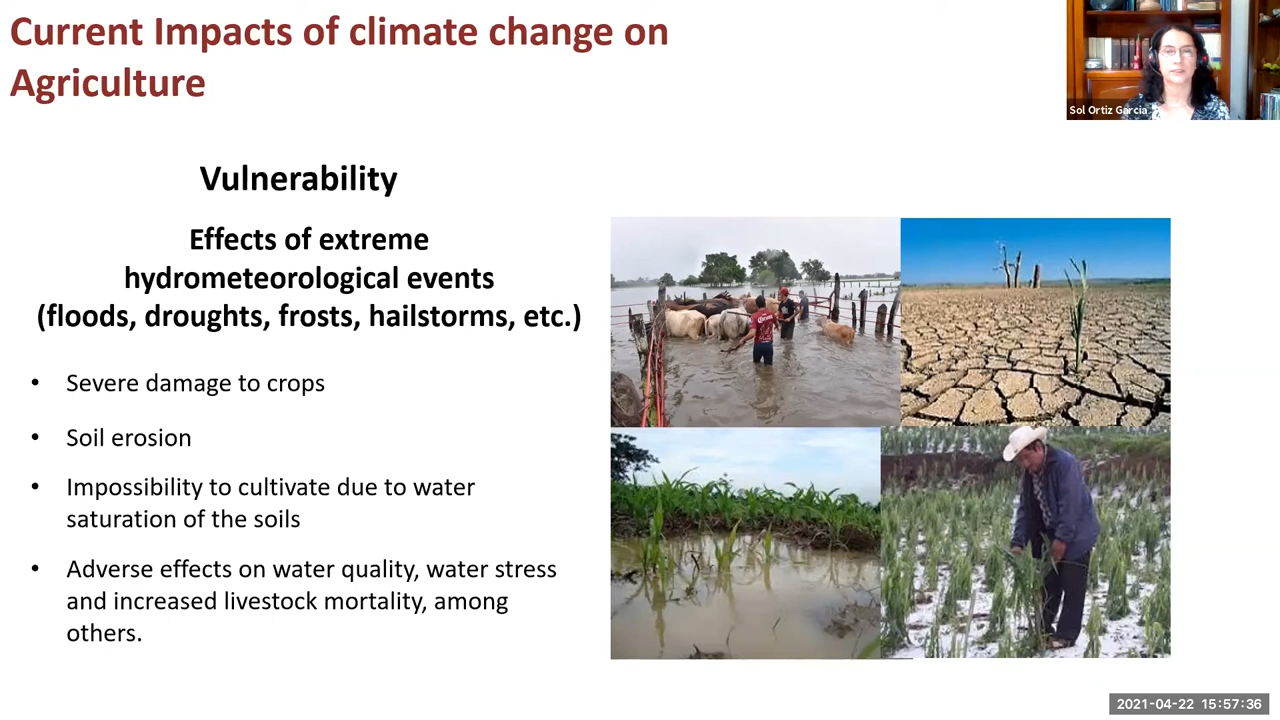 Current Impacts of climate change on
Agriculture
Sol Ortiz Garcia
Vulnerability
Effects of extreme
hydrometeorological events
(floods, droughts, frosts, hailstorms, etc.)
• Severe damage to crops
• Soil erosion
• Impossibility to cultivate due to water
saturation of the soils
• Adverse effects on water quality, water stress
and increased livestock mortality, among
others.
2021-04-22 15:57:36